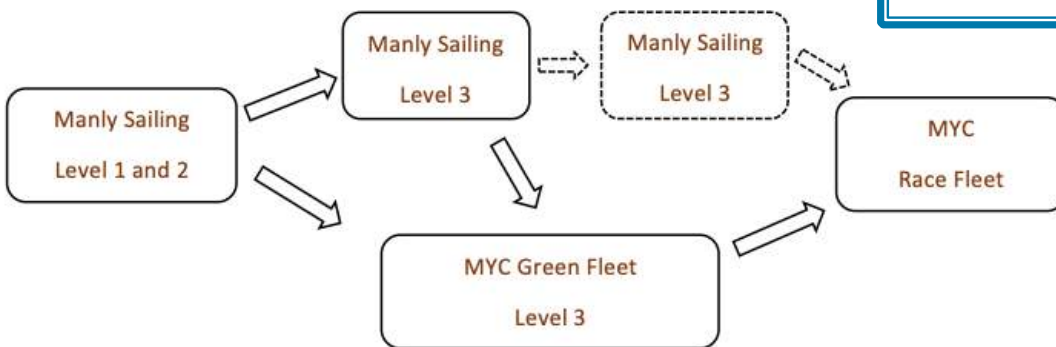 Manly Sailing
Level 1 and 2
Manly Sailing
Level 3
Manly Sailing
Level 3
MYC
Race Fleet
MYC Green Fleet
Level 3